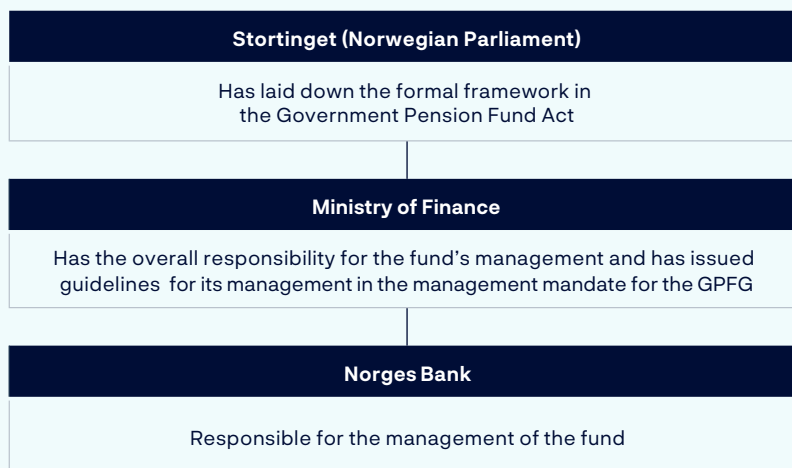 Stortinget (Norwegian Parliament)
Has laid down the formal framework in
the Government Pension Fund Act
Ministry of Finance
Has the overall responsibility for the fund's management and has issued
guidelines for its management in the management mandate for the GPFG
Norges Bank
Responsible for the management of the fund